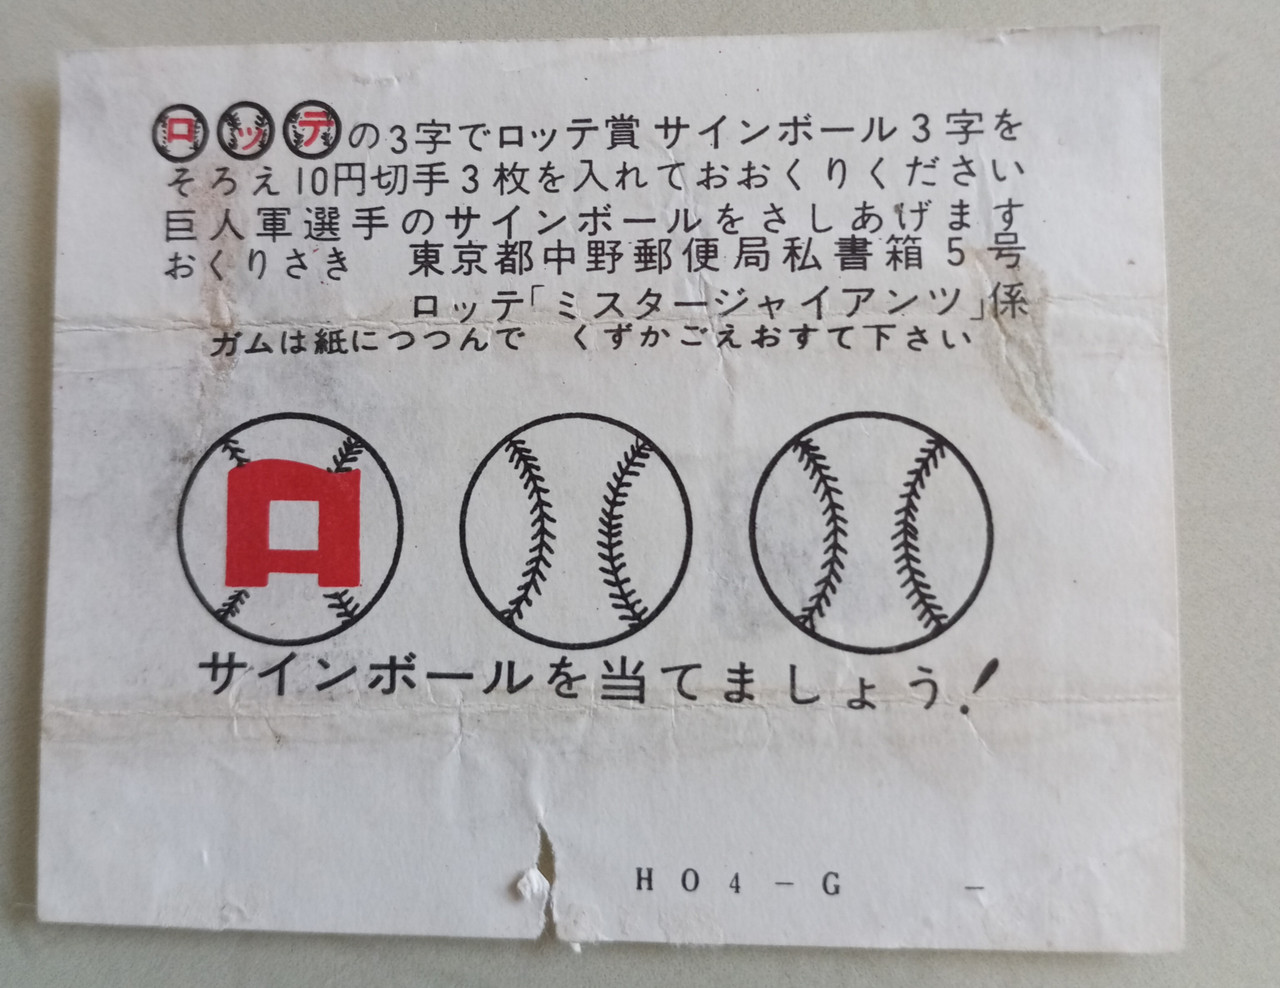 ロッテの3字でロッテ賞 サインボール3字を
そろえ10円切手3枚を入れておおくりください
巨人軍選手のサインボールをさしあげます
おくりさき 東京都中野郵便局私書箱5号
ロッテ「ミスタージャイアンツ」係
ガムは紙につつんで くずかごえおすて下さい
ロ
サインボールを当てましょう!
HO4-G -